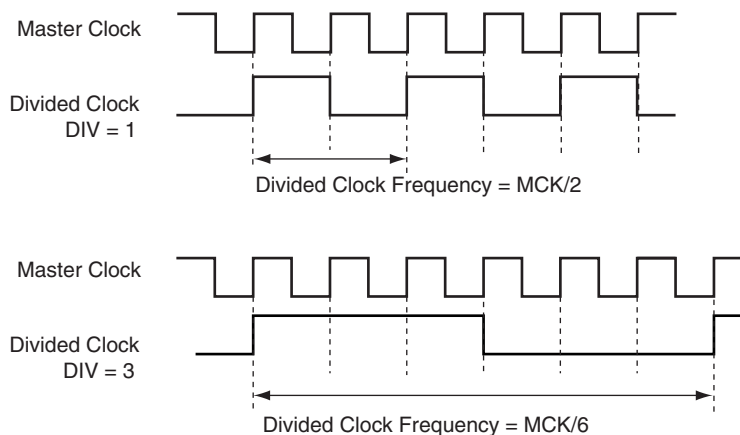 Master Clock
Divided Clock
DIV = 1
Divided Clock Frequency = MCK/2
Master Clock
Divided Clock
DIV = 3
Divided Clock Frequency = MCK/6